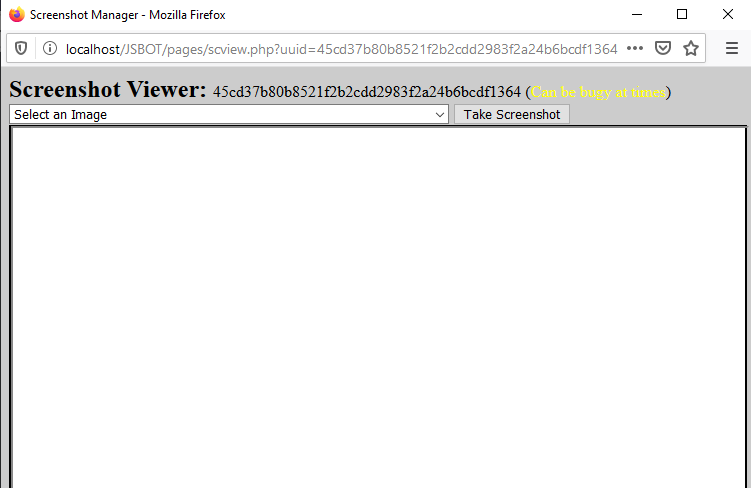 Screenshot Manager - Mozilla Firefox
localhost/JSBOT/pages/scview.php?uuid=45cd37b80b8521f2b2cdd2983f2a24b6bcdf1364
Screenshot Viewer: 45cd37b80b8521f2b2cdd2983f2a24b6bcdf1364 (Can be bugy at times)
Select an Image Take Screenshot